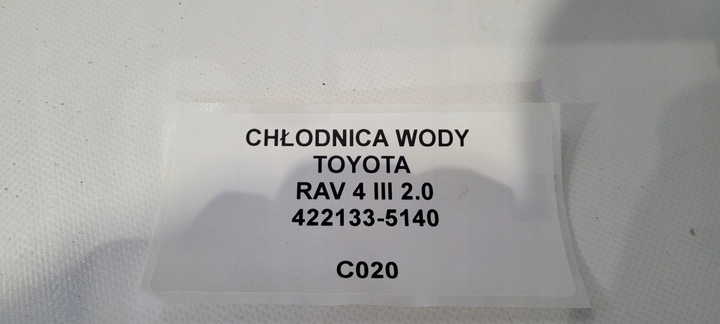 CHŁODNICA WODY
TOYOTA
RAV 4 III 2.0
422133-5140
C020